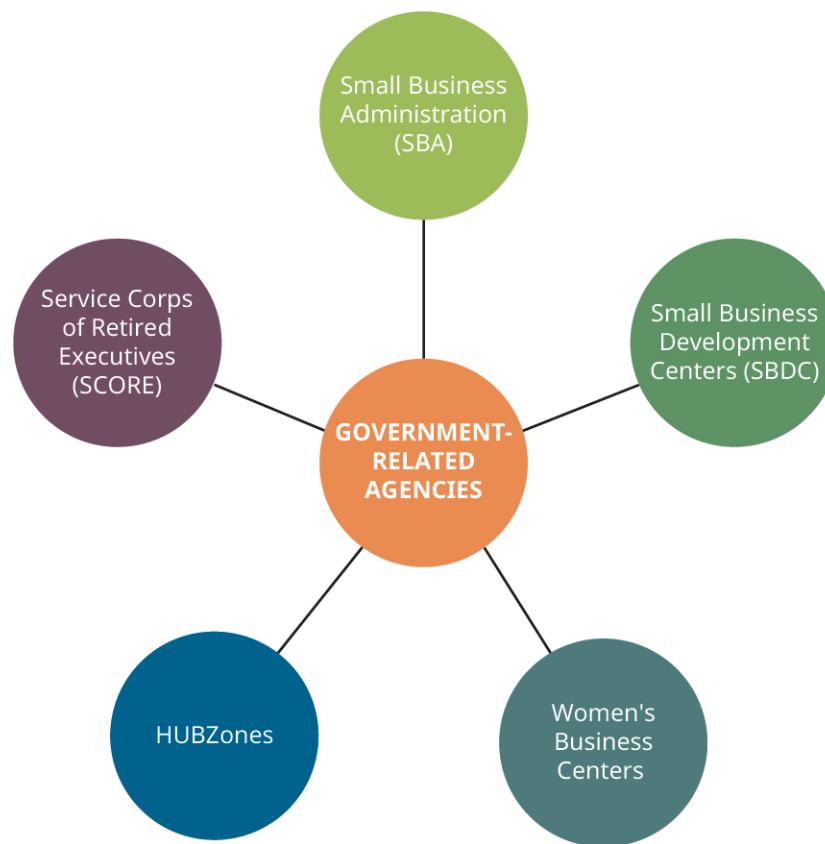 Small Business
Administration
(SBA)
Service Corps
of Retired
Executives
(SCORE)
Small Business
Development
Centers (SBDC)
GOVERNMENT-
RELATED
AGENCIES
HUBZones
Women's
Business
Centers